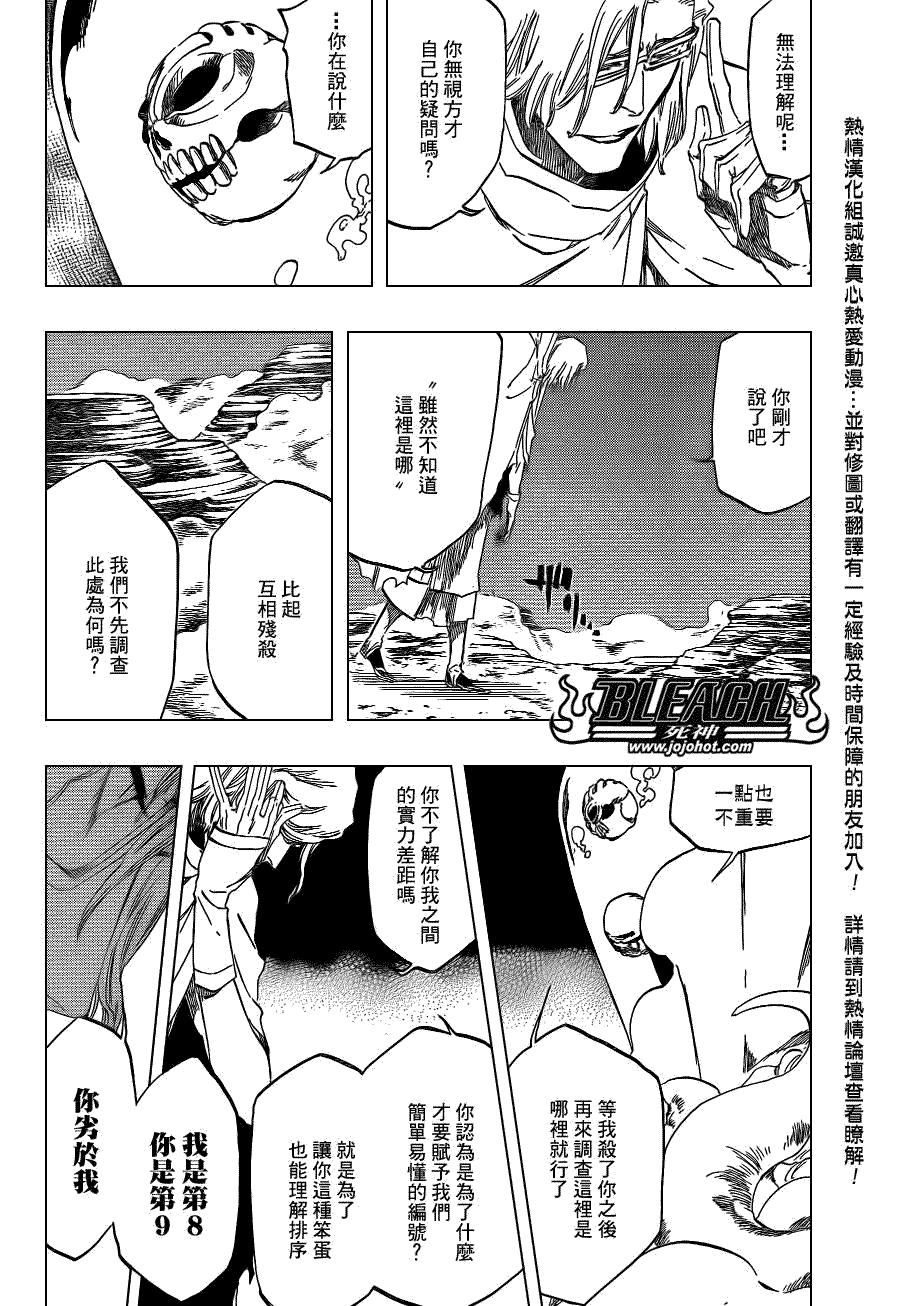 無法理解呢…
你無視方才
自己的疑問嗎?
…你在說什麼
你剛才
說了吧
〝雖然不知道
這裡是哪〞
比起
互相殘殺
我們不先調查
此處為何嗎?
BLEACH
死神
www.jojohot.com
一點也
不重要
等我殺了你之後
再來調查這裡是
哪裡就行了
你不了解你我之間
的實力差距嗎
你認為是為了什麼
才要賦予我們
簡單易懂的編號?
就是為了
讓你這種笨蛋
也能理解排序
我是第8
你是第9
你劣於我
熱情漢化組誠邀真心熱愛動漫…並對修圖或翻譯有一定經驗及時間保障的朋友加入! 詳情請到熱情論壇查看瞭解!